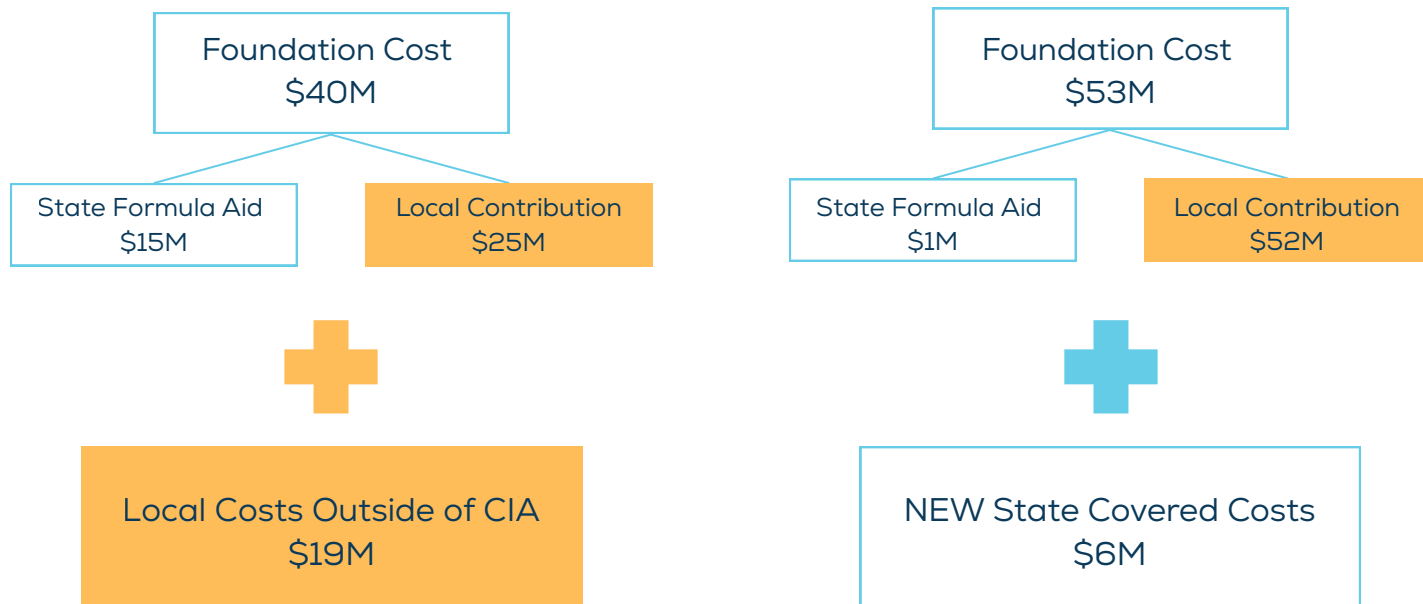 Foundation Cost
$40M
State Formula Aid
$15M
Local Contribution
$25M
Local Costs Outside of CIA
$19M
Foundation Cost
$53M
State Formula Aid
$1M
Local Contribution
$52M
NEW State Covered Costs
$6M